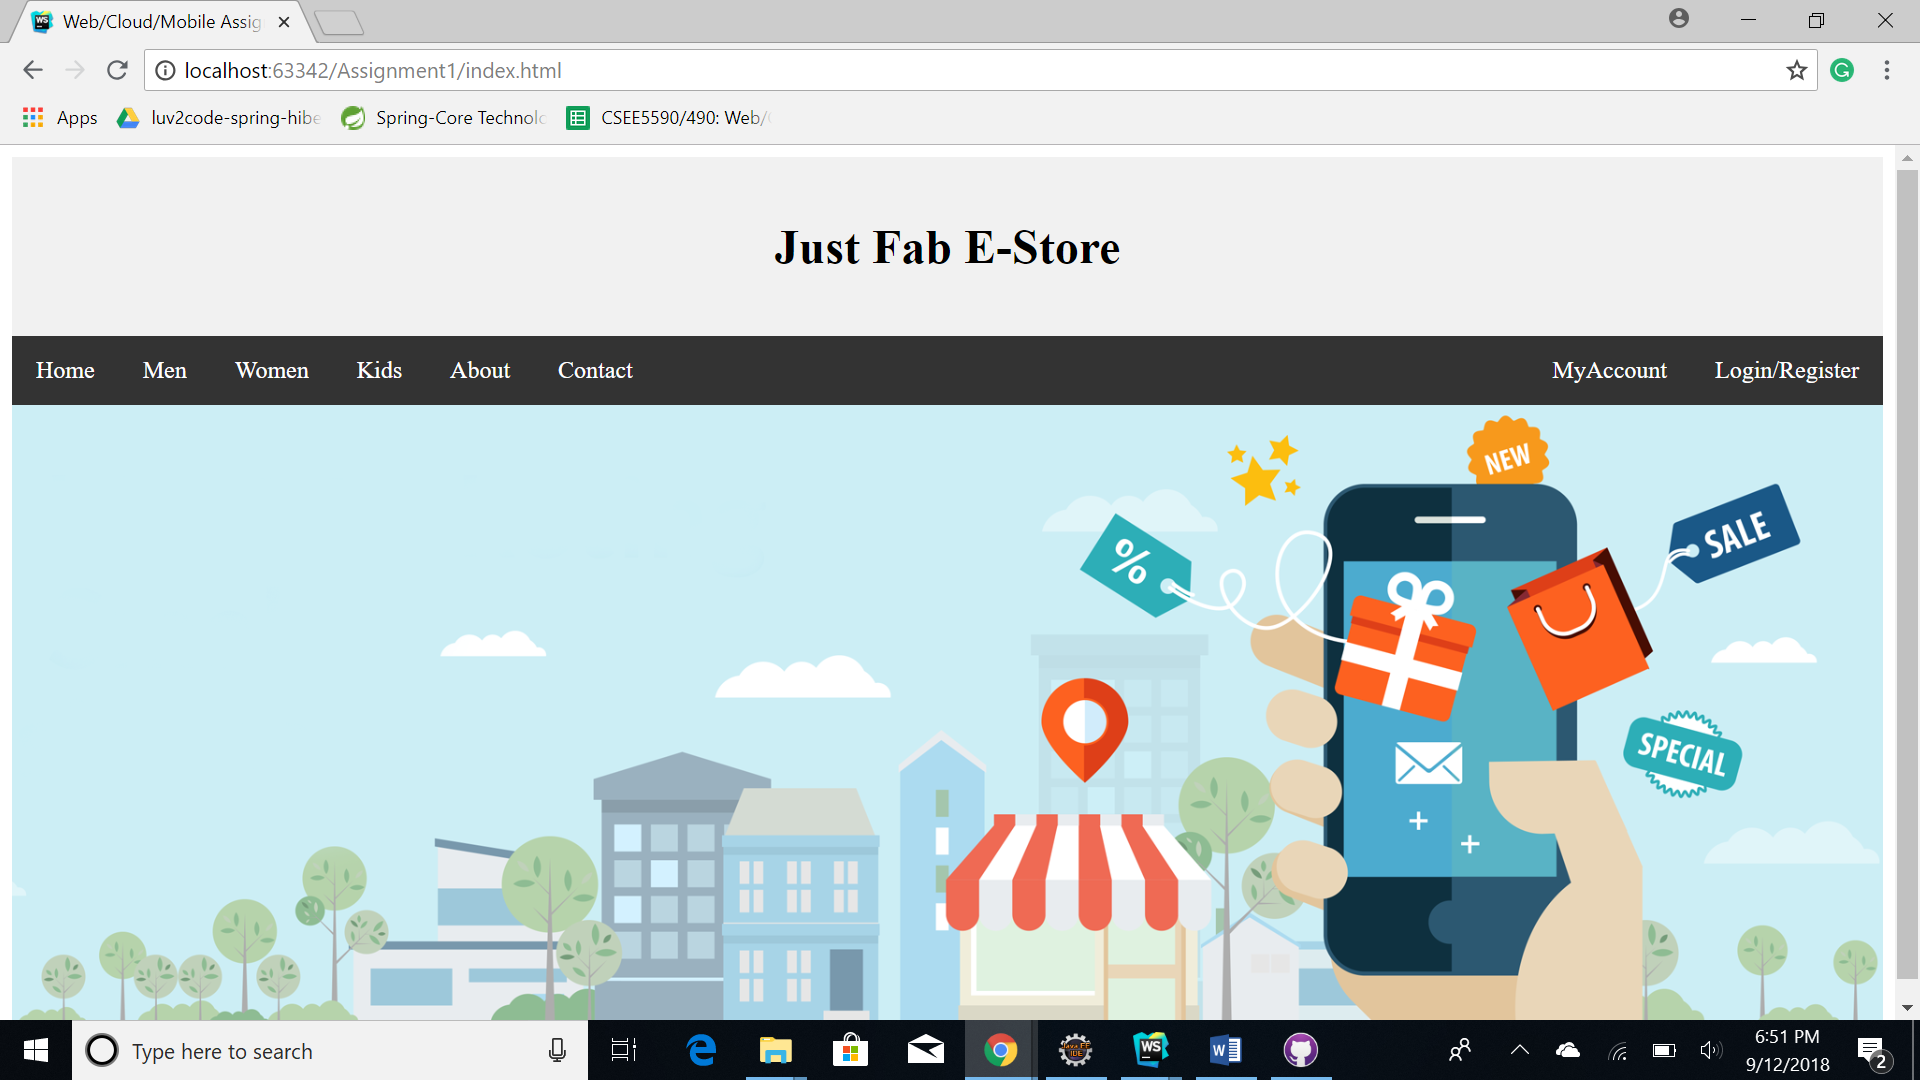 Web/Cloud/Mobile Assig
localhost:63342/Assignment1/index.html
Apps luv2code-spring-hibe Spring-Core Technolo CSEE5590/490: Web/
Just Fab E-Store
Home Men Women Kids About Contact MyAccount Login/Register
NEW
%
SALE
SPECIAL
Type here to search
WS
6:51 PM
9/12/2018
2